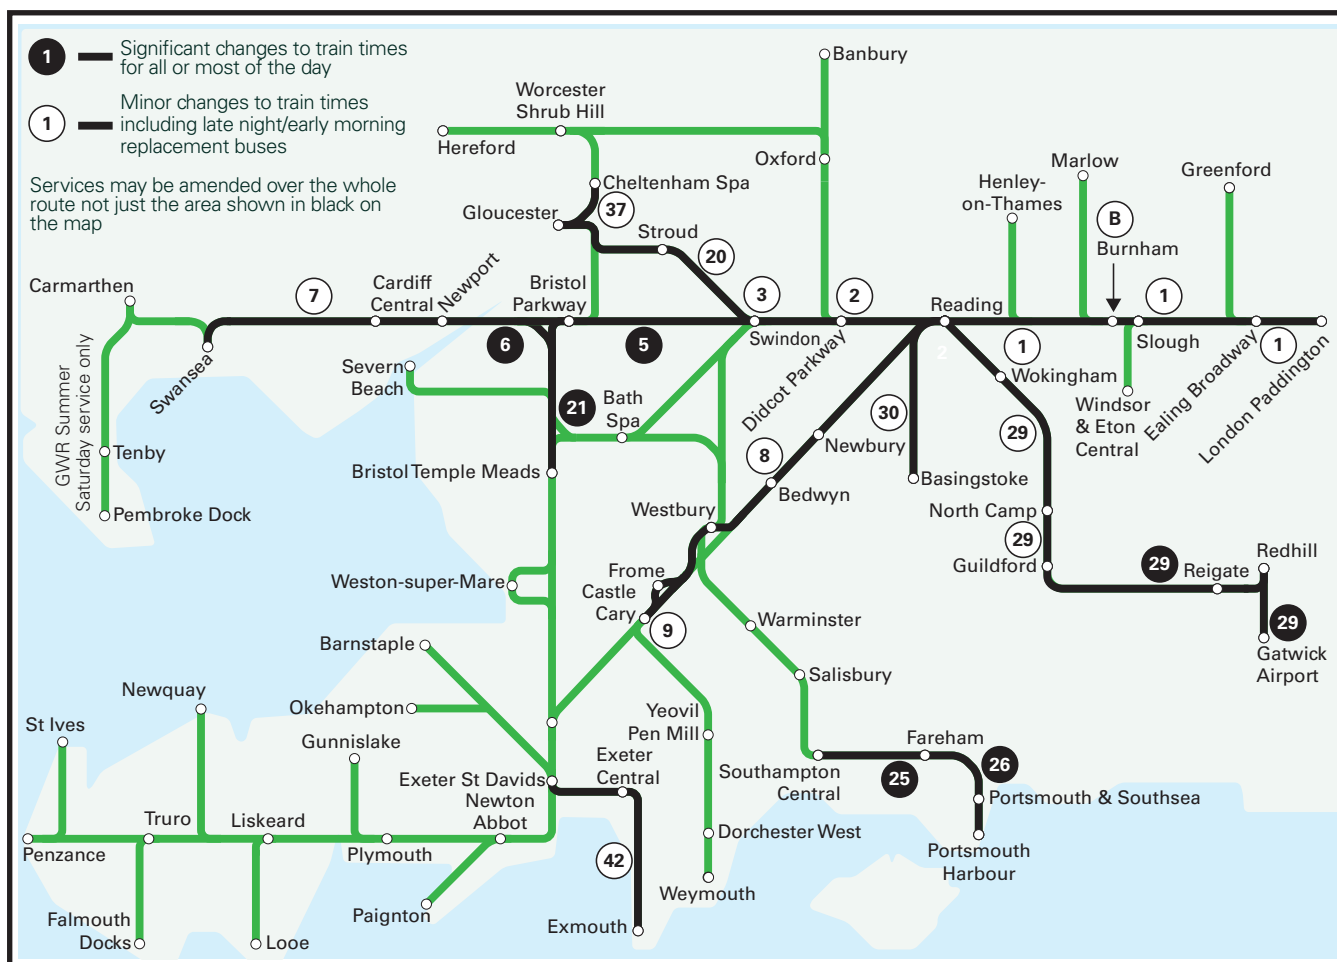 1
Significant changes to train times
for all or most of the day
1
Minor changes to train times
including late night/early morning
replacement buses
Services may be amended over the whole
route not just the area shown in black on
the map
Banbury
Worcester
Shrub Hill
Hereford
Oxford
Marlow
Greenford
Henley-
on-Thames
Cheltenham Spa
37
Gloucester
Stroud
20
B
Burnham
Carmarthen
7
Cardiff
Central
Newport
Bristol
Parkway
3
2
Reading
1
Swansea
6
5
Swindon
Didcot Parkway
2
1
Slough
Ealing Broadway
1
London Paddington
Severn
Beach
Wokingham
Windsor
& Eton
Central
21
Bath
Spa
30
29
Newbury
GWR Summer
Saturday service only
Tenby
Bristol Temple Meads
8
Bedwyn
Basingstoke
Pembroke Dock
Westbury
North Camp
29
Guildford
29
Redhill
Reigate
Weston-super-Mare
Frome
Castle
Cary
9
Warminster
29
Gatwick
Airport
Barnstaple
Salisbury
Newquay
Okehampton
St Ives
Gunnislake
Yeovil
Pen Mill
Fareham
Exeter
Central
26
Exeter St Davids
Southampton
Central
25
Newton
Abbot
Portsmouth & Southsea
Truro
Liskeard
Penzance
Plymouth
Dorchester West
Portsmouth
Harbour
42
Weymouth
Falmouth
Docks
Looe
Paignton
Exmouth